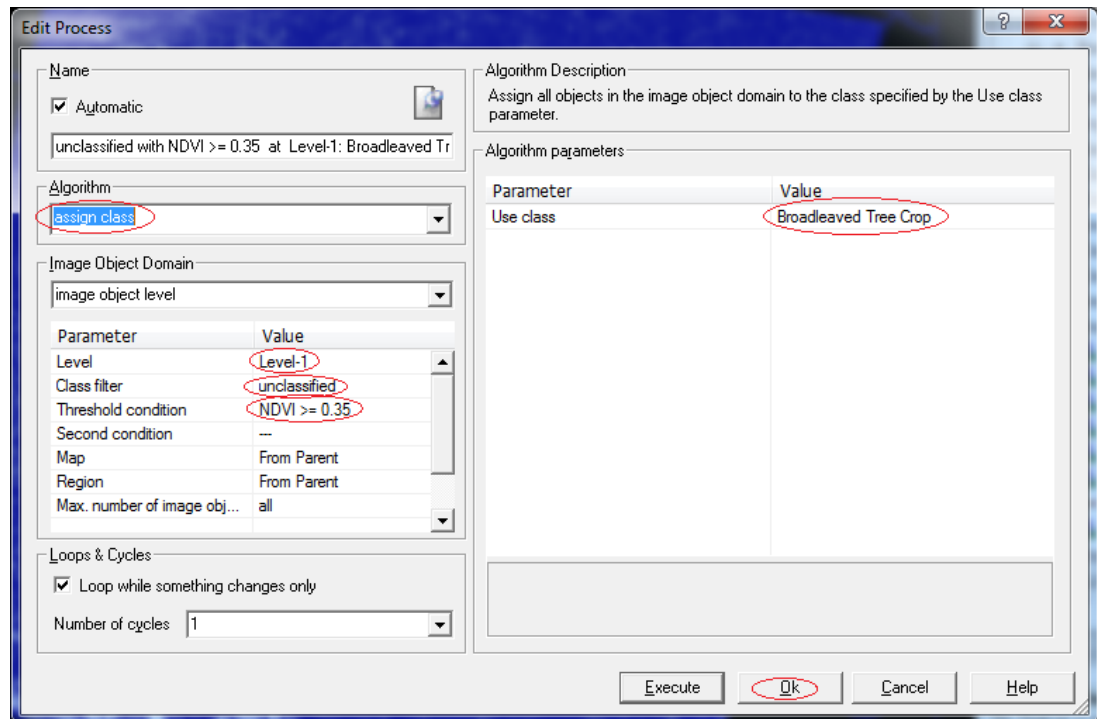 Edit Process
Name
Automatic
unclassified with NDVI >= 0.35 at Level-1: Broadleaved Tr
Algorithm
assign class
Image Object Domain
image object level
Parameter Value
Level Level-1
Class filter unclassified
Threshold condition NDVI >= 0.35
Second condition ---
Map From Parent
Region From Parent
Max. number of image obj... all
Loops & Cycles
Loop while something changes only
Number of cycles 1
Algorithm Description
Assign all objects in the image object domain to the class specified by the Use class
parameter.
Algorithm parameters
Parameter Value
Use class Broadleaved Tree Crop
Execute Ok Cancel Help